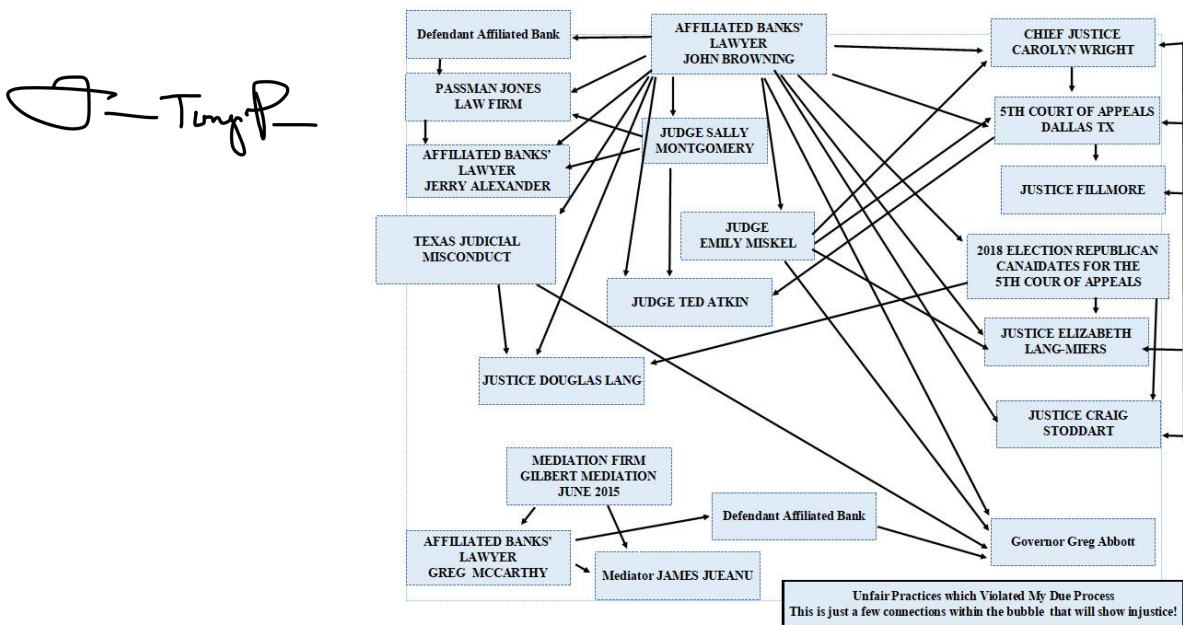 Defendant Affiliated Bank
AFFILIATED BANKS'
LAWYER
JOHN BROWNING
CHIEF JUSTICE
CAROLYN WRIGHT
PASSMAN JONES
LAW FIRM
5TH COURT OF APPEALS
DALLAS TX
JUDGE SALLY
MONTGOMERY
AFFILIATED BANKS'
LAWYER
JERRY ALEXANDER
JUSTICE FILLMORE
TEXAS JUDICIAL
MISCONDUCT
JUDGE
EMILY MISKEL
2018 ELECTION REPUBLICAN
CANAIDATES FOR THE
5TH COUR OF APPEALS
JUDGE TED ATKIN
JUSTICE ELIZABETH
LANG-MIERS
JUSTICE DOUGLAS LANG
JUSTICE CRAIG
STODDART
MEDIATION FIRM
GILBERT MEDIATION
JUNE 2015
Defendant Affiliated Bank
AFFILIATED BANKS'
LAWYER
GREG MCCARTHY
Mediator JAMES JUEANU
Governor Greg Abbott
Unfair Practices which Violated My Due Process
This is just a few connections within the bubble that will show injustice!